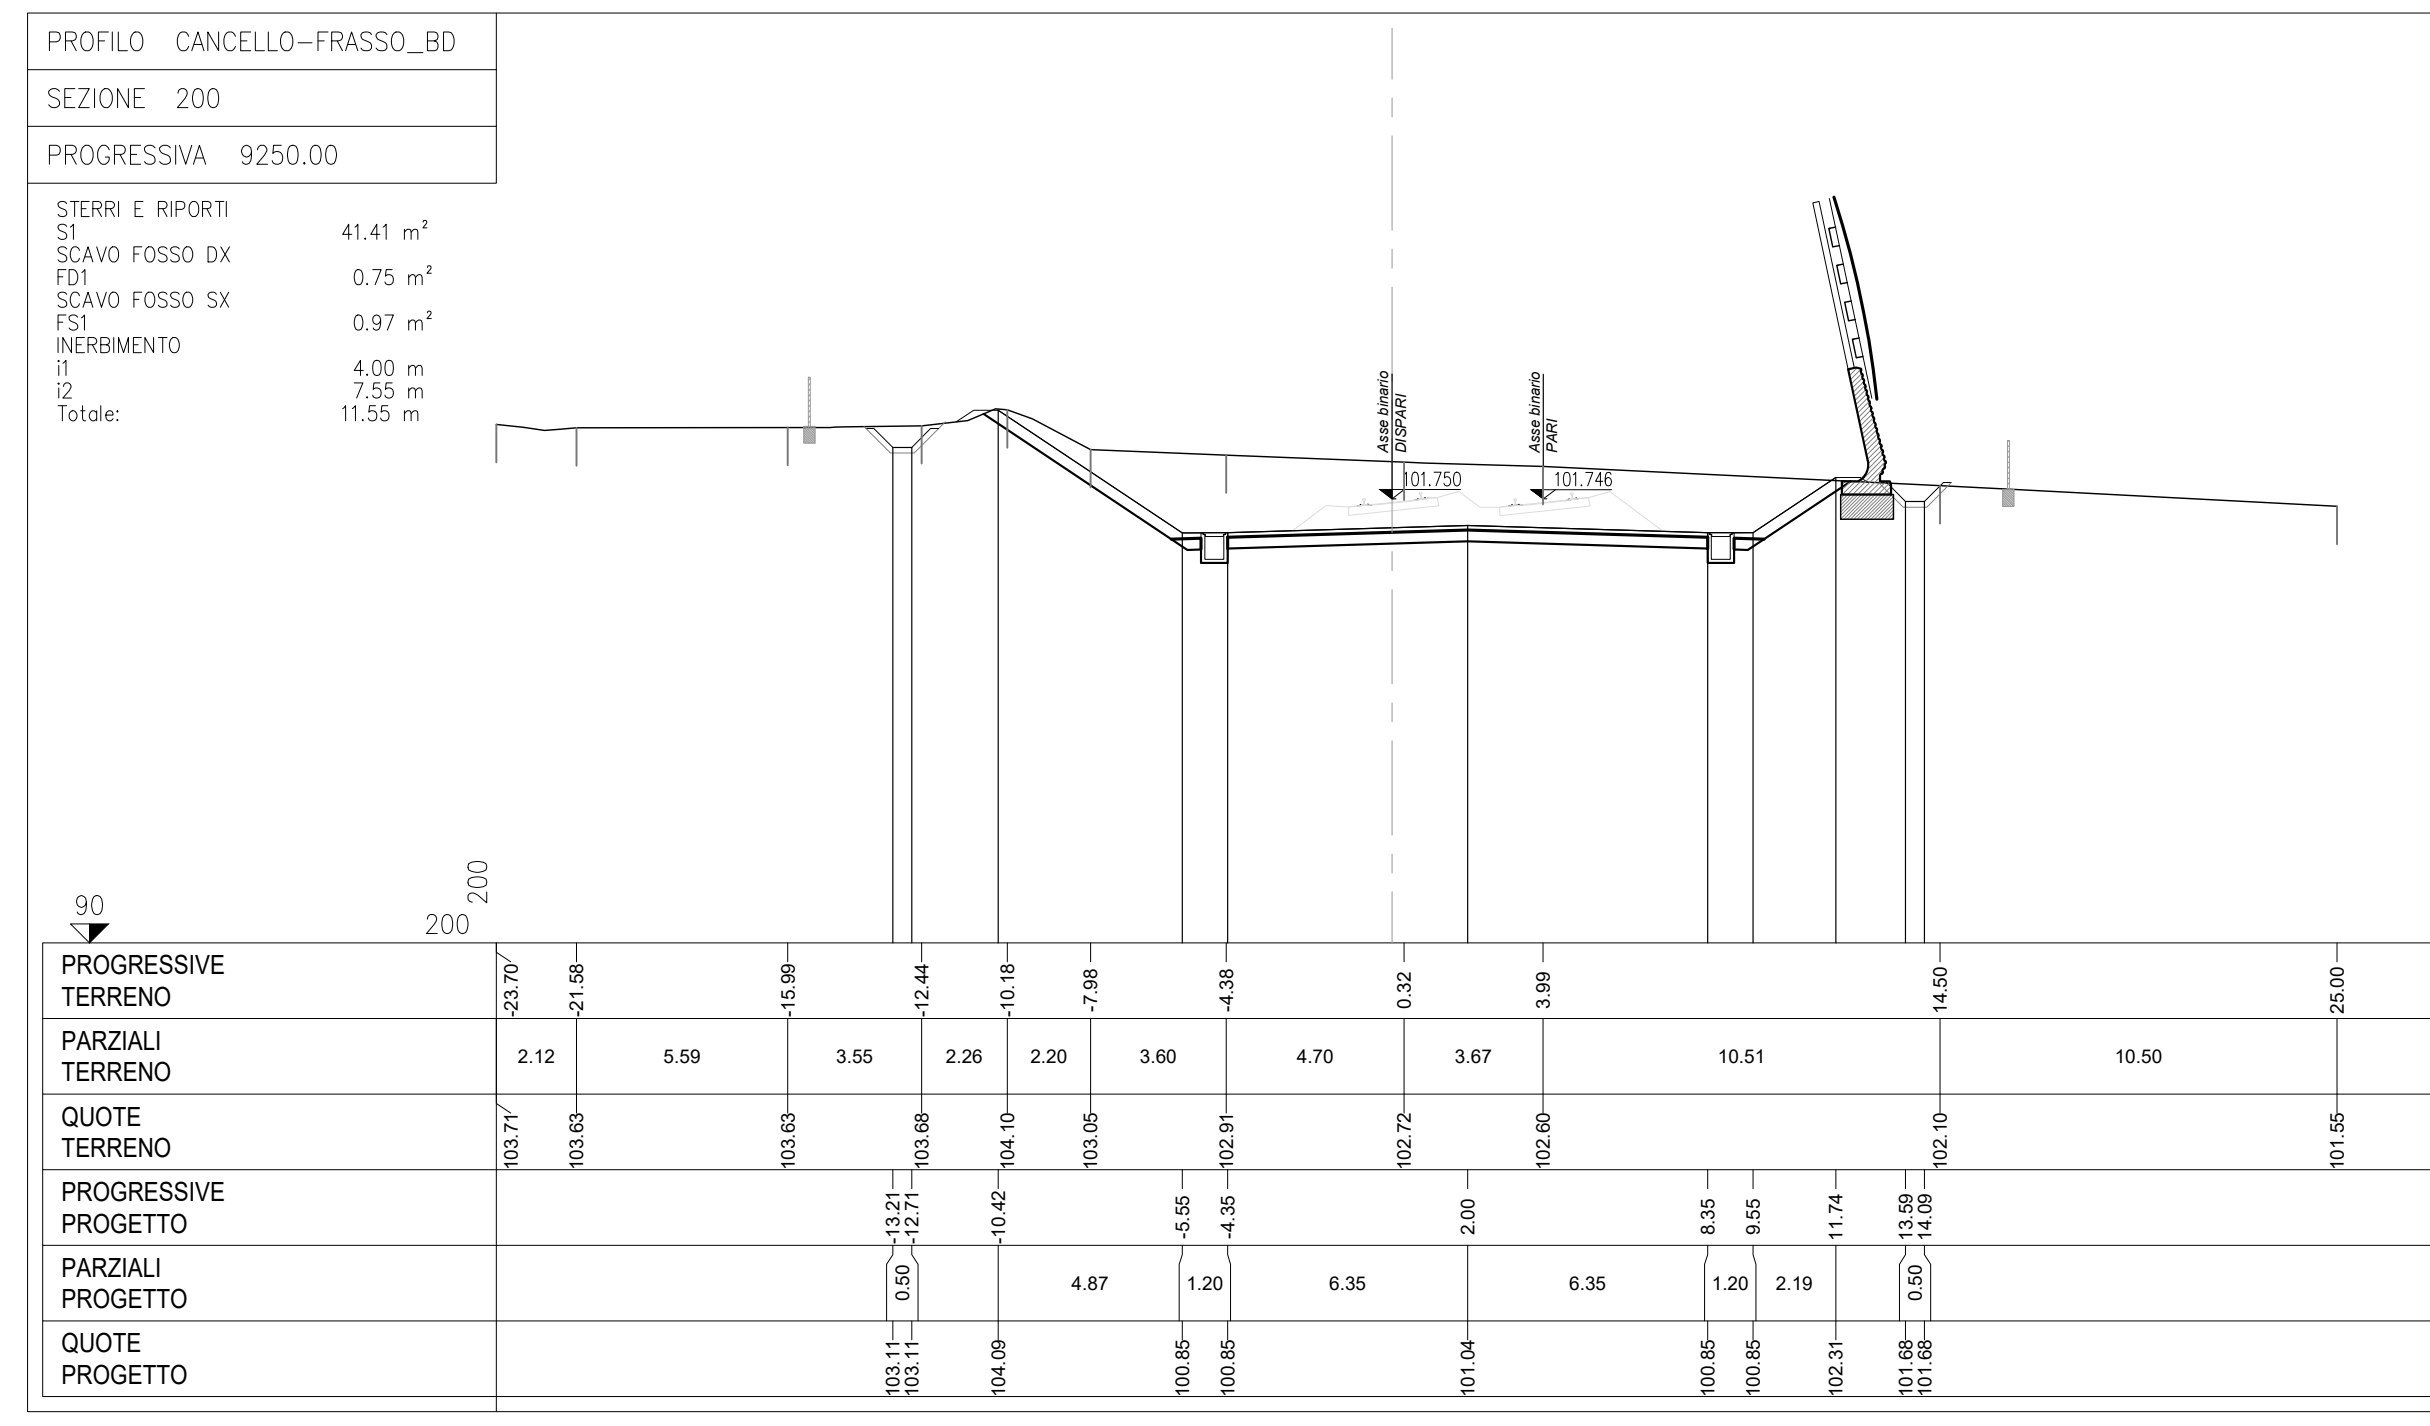 PROFILO CANCELLO-FRASSO_BD
SEZIONE 200
PROGRESSIVA 9250.00
STERRI E RIPORTI
S1 41.41 m²
SCAVO FOSSO DX
FD1 0.75 m²
SCAVO FOSSO SX
FS1 0.97 m²
INERBIMENTO
i1 4.00 m
i2 7.55 m
Totale: 11.55 m
Asse binario
DISPARI
101.750
Asse binario
PARI
101.746
90
200
200
PROGRESSIVE
TERRENO
-23.70 -21.58 -15.99 -12.44 -10.18 -7.98 -4.38 0.32 3.99 14.50 25.00
PARZIALI
TERRENO
2.12 5.59 3.55 2.26 2.20 3.60 4.70 3.67 10.51 10.50
QUOTE
TERRENO
103.71 103.63 103.63 103.68 104.10 103.05 102.91 102.72 102.60 102.10 101.55
PROGRESSIVE
PROGETTO
-13.21 -12.71 -10.42 -5.55 -4.35 2.00 8.35 9.55 11.74 13.59 14.09
PARZIALI
PROGETTO
0.50 4.87 1.20 6.35 6.35 1.20 2.19 0.50
QUOTE
PROGETTO
103.11 103.11 104.09 100.85 100.85 101.04 100.85 100.85 102.31 101.68 101.68